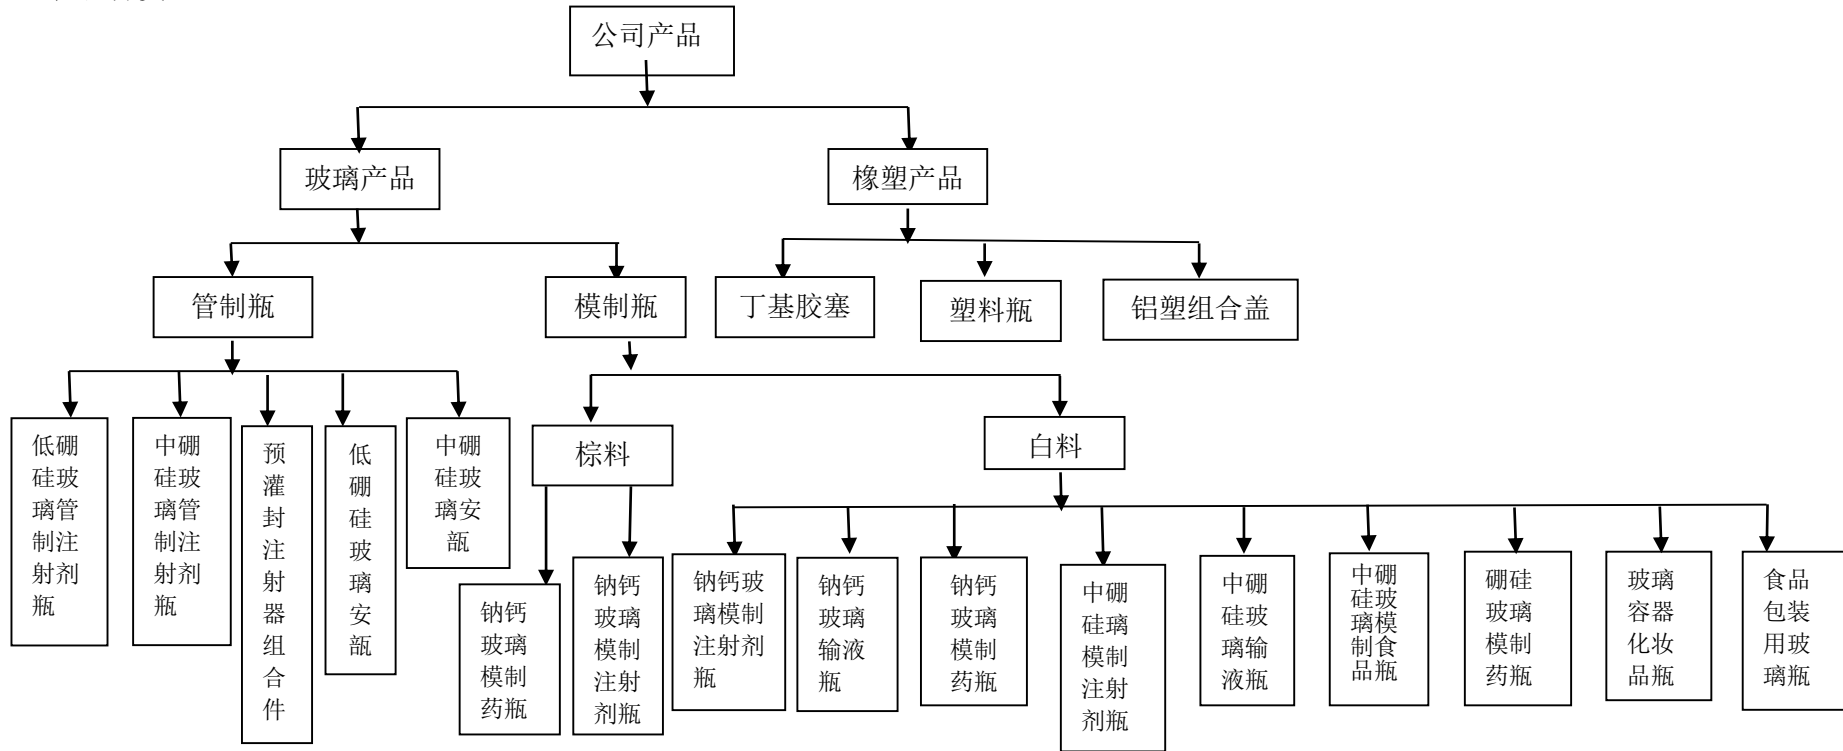 公司产品
玻璃产品
橡塑产品
管制瓶
模制瓶
丁基胶塞
塑料瓶
铝塑组合盖
低硼
硅玻
璃管
制注
射剂
瓶
中硼
硅玻
璃管
制注
射剂
瓶
预
灌
封
注
射
器
组
合
件
低
硼
硅
玻
璃
安
瓿
中硼
硅玻
璃安
瓿
棕料
白料
钠钙
玻璃
模制
药瓶
钠钙
玻璃
模制
注射
剂瓶
钠钙玻
璃模制
注射剂
瓶
钠钙
玻璃
输液
瓶
钠钙
玻璃
模制
药瓶
中硼
硅璃
模制
注射
剂瓶
中硼
硅玻
璃输
液瓶
中硼
硅玻
璃模
制食
品瓶
硼硅
玻璃
模制
药瓶
玻璃
容器
化妆
品瓶
食品
包装
用玻
璃瓶